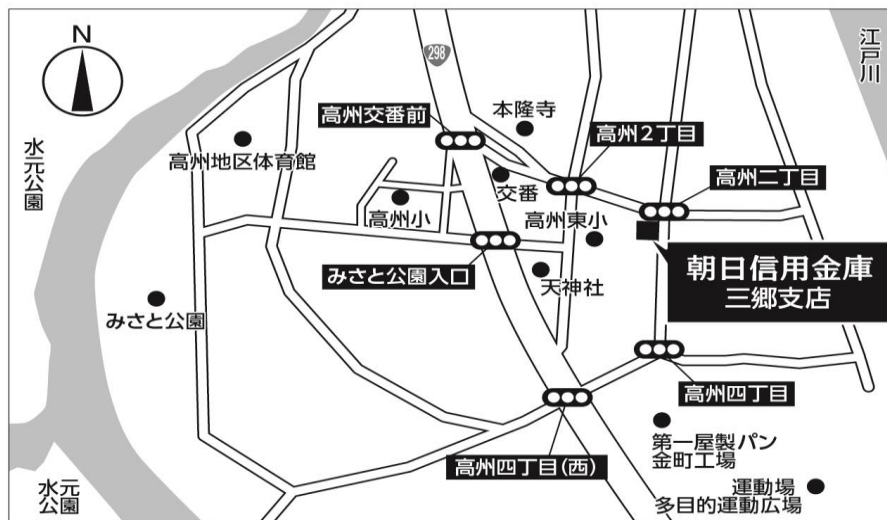 N
298
江戸川
高州交番前
本隆寺
高州2丁目
水元公園
高州地区体育館
交番
高州二丁目
高州小
高州東小
みさと公園入口
天神社
朝日信用金庫
三郷支店
みさと公園
高州四丁目
高州四丁目(西)
第一屋製パン
金町工場
水元
公園
運動場
多目的運動広場